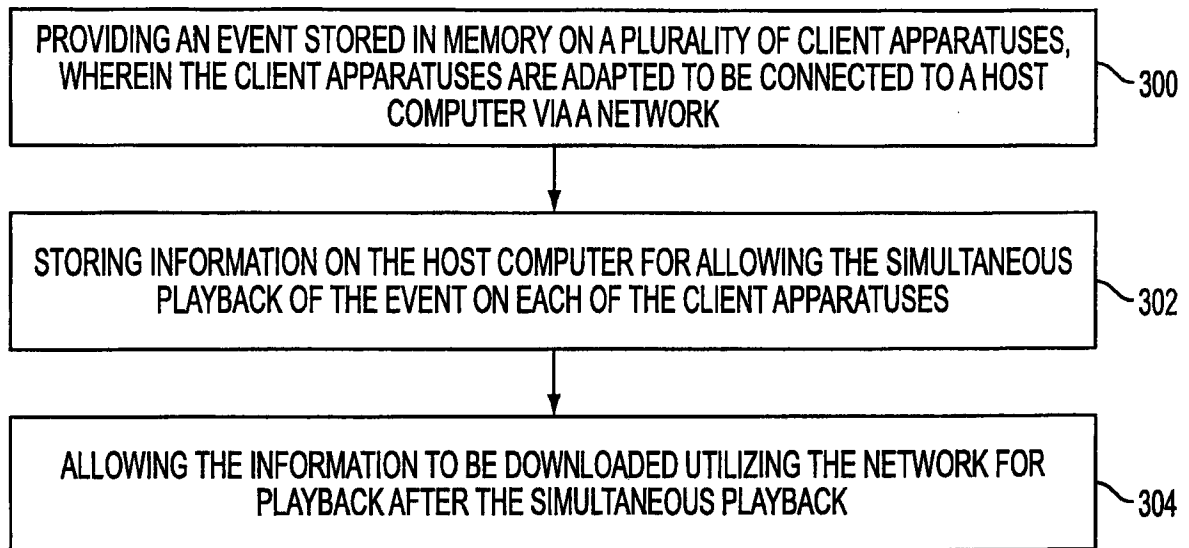 PROVIDING AN EVENT STORED IN MEMORY ON A PLURALITY OF CLIENT APPARATUSES,
WHEREIN THE CLIENT APPARATUSES ARE ADAPTED TO BE CONNECTED TO A HOST
COMPUTER VIA A NETWORK
300
STORING INFORMATION ON THE HOST COMPUTER FOR ALLOWING THE SIMULTANEOUS
PLAYBACK OF THE EVENT ON EACH OF THE CLIENT APPARATUSES
302
ALLOWING THE INFORMATION TO BE DOWNLOADED UTILIZING THE NETWORK FOR
PLAYBACK AFTER THE SIMULTANEOUS PLAYBACK
304